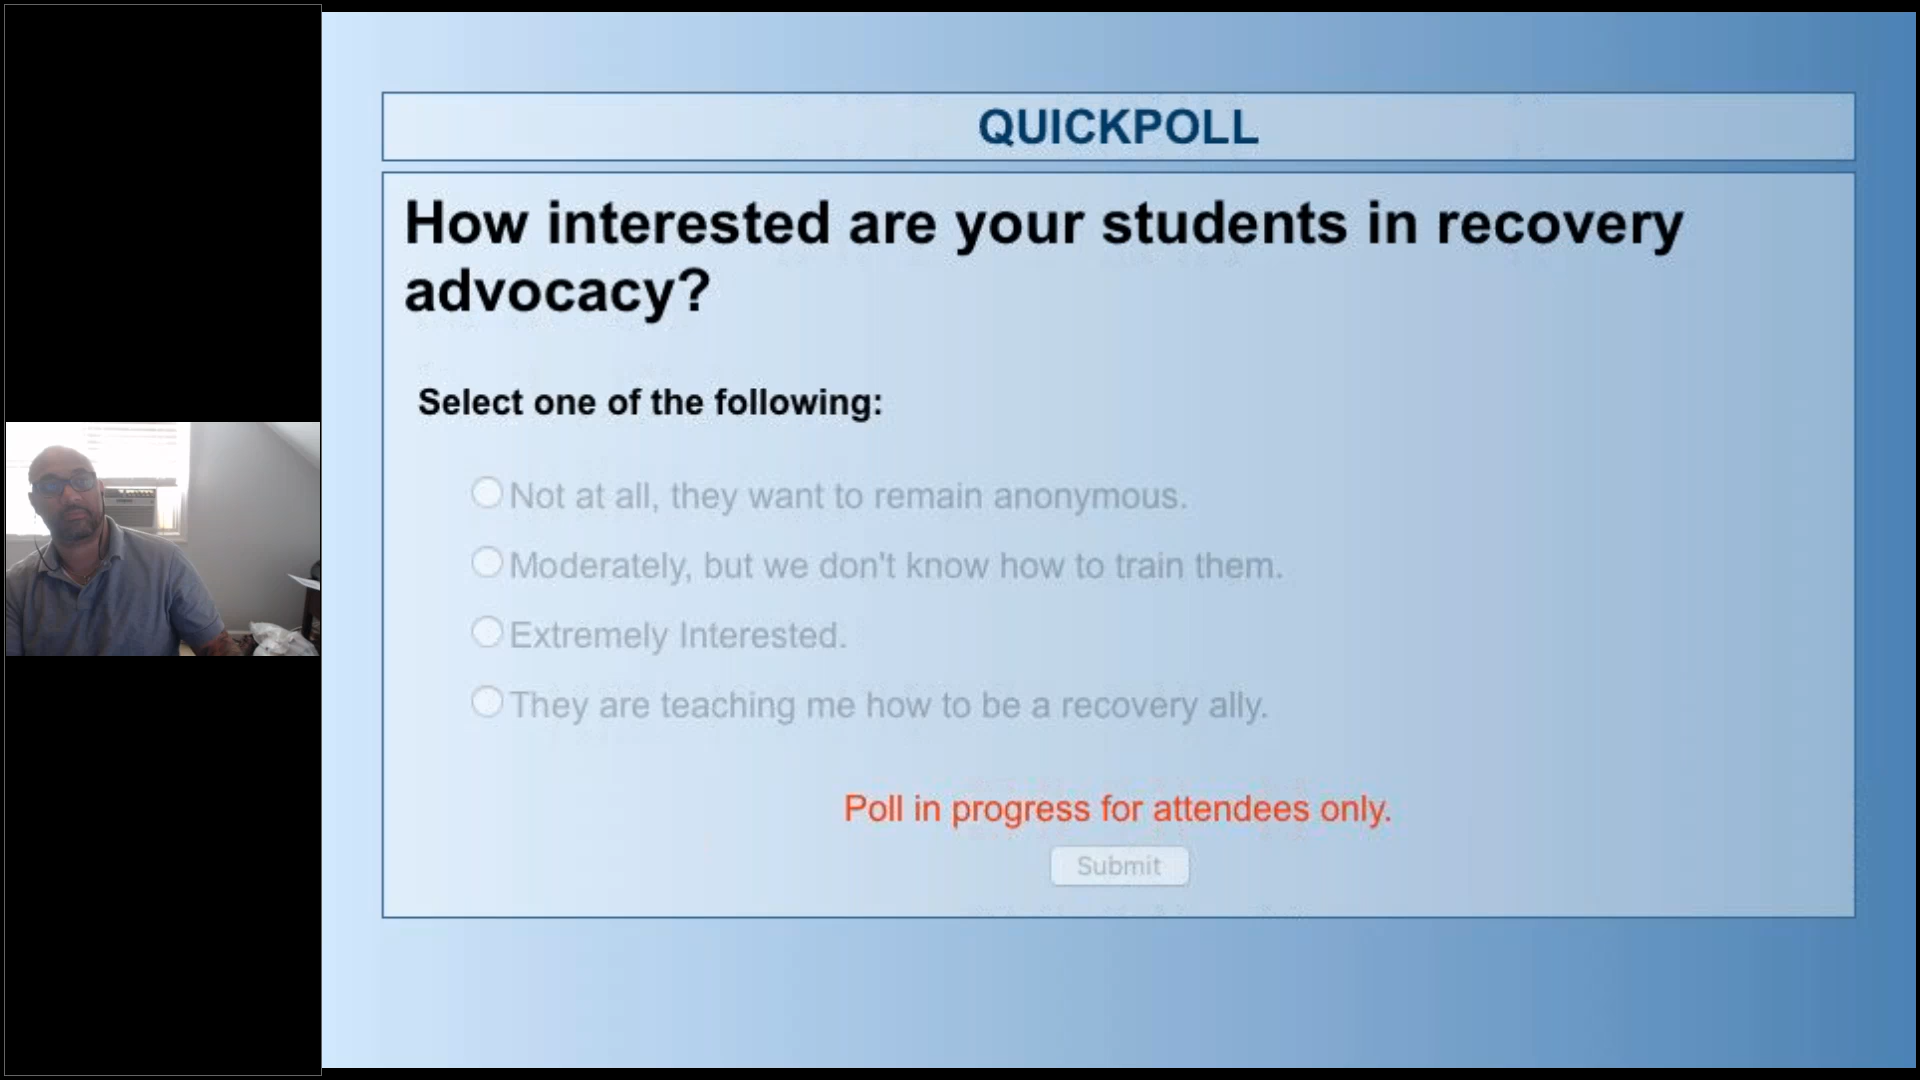 QUICKPOLL
How interested are your students in recovery
advocacy?
Select one of the following:
Not at all, they want to remain anonymous.
Moderately, but we don't know how to train them.
Extremely Interested.
They are teaching me how to be a recovery ally.
Poll in progress for attendees only.
Submit